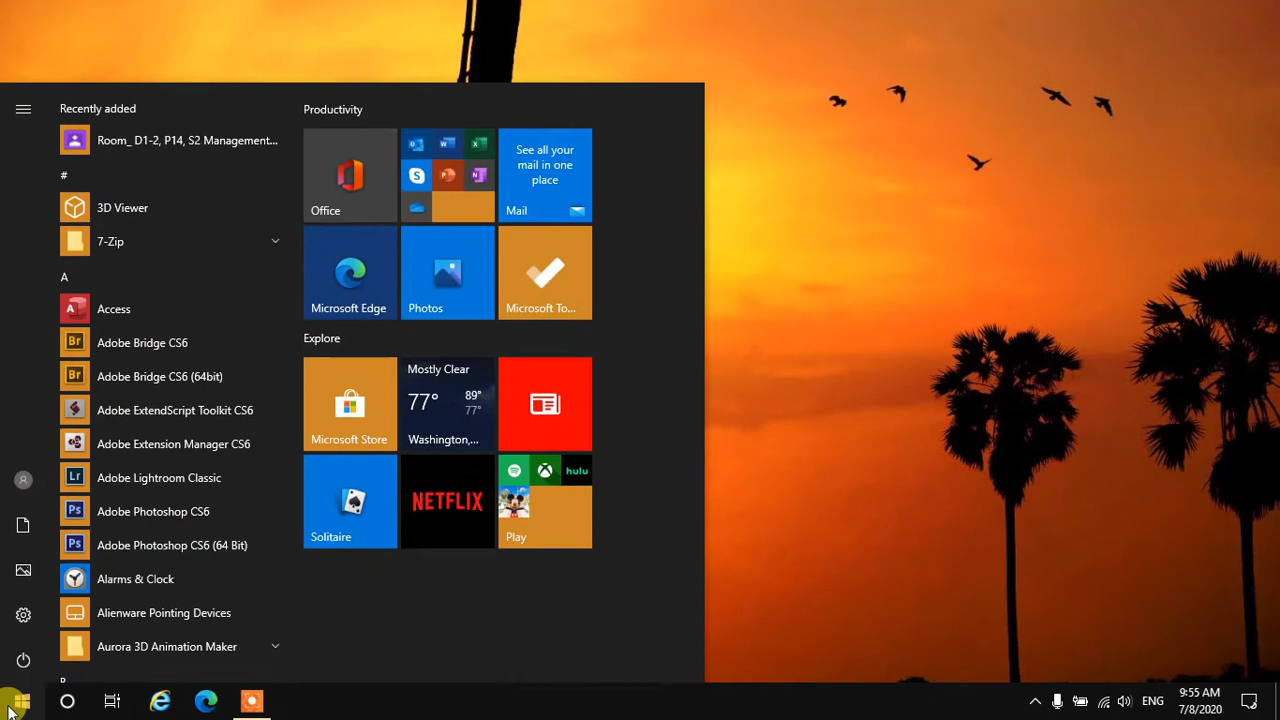 Recently added
Room_ D1-2, P14, S2 Management...
#
3D Viewer
7-Zip
A
Access
Adobe Bridge CS6
Adobe Bridge CS6 (64bit)
Adobe ExtendScript Toolkit CS6
Adobe Extension Manager CS6
Adobe Lightroom Classic
Adobe Photoshop CS6
Adobe Photoshop CS6 (64 Bit)
Alarms & Clock
Alienware Pointing Devices
Aurora 3D Animation Maker
Productivity
Office
See all your
mail in one
place
Mail
Microsoft Edge
Photos
Microsoft To...
Explore
Microsoft Store
Mostly Clear
77° 89°
77°
Washington,...
Solitaire
NETFLIX
hulu
Play
ENG
9:55 AM
7/8/2020